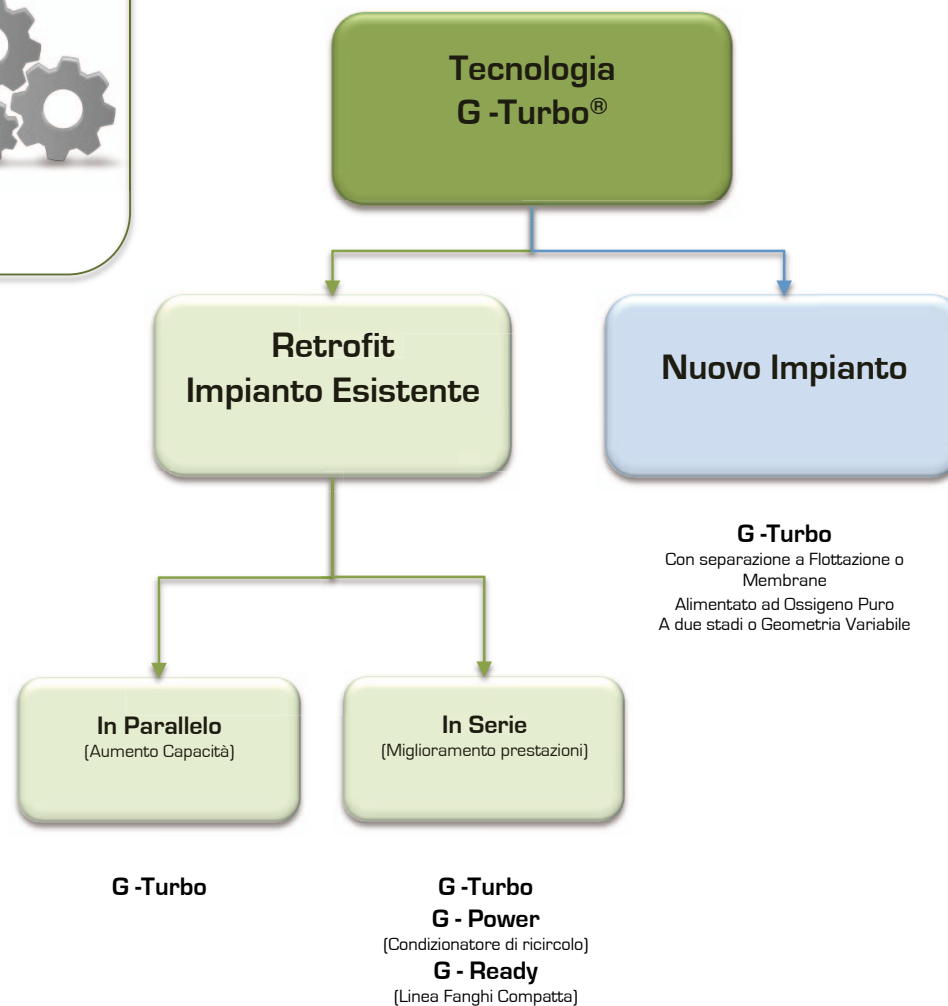 Tecnologia
G -Turbo®
Retrofit
Impianto Esistente
Nuovo Impianto
G -Turbo
Con separazione a Flottazione o
Membrane
Alimentato ad Ossigeno Puro
A due stadi o Geometria Variabile
In Parallelo
(Aumento Capacità)
In Serie
(Miglioramento prestazioni)
G -Turbo
G -Turbo
G - Power
(Condizionatore di ricircolo)
G - Ready
(Linea Fanghi Compatta)